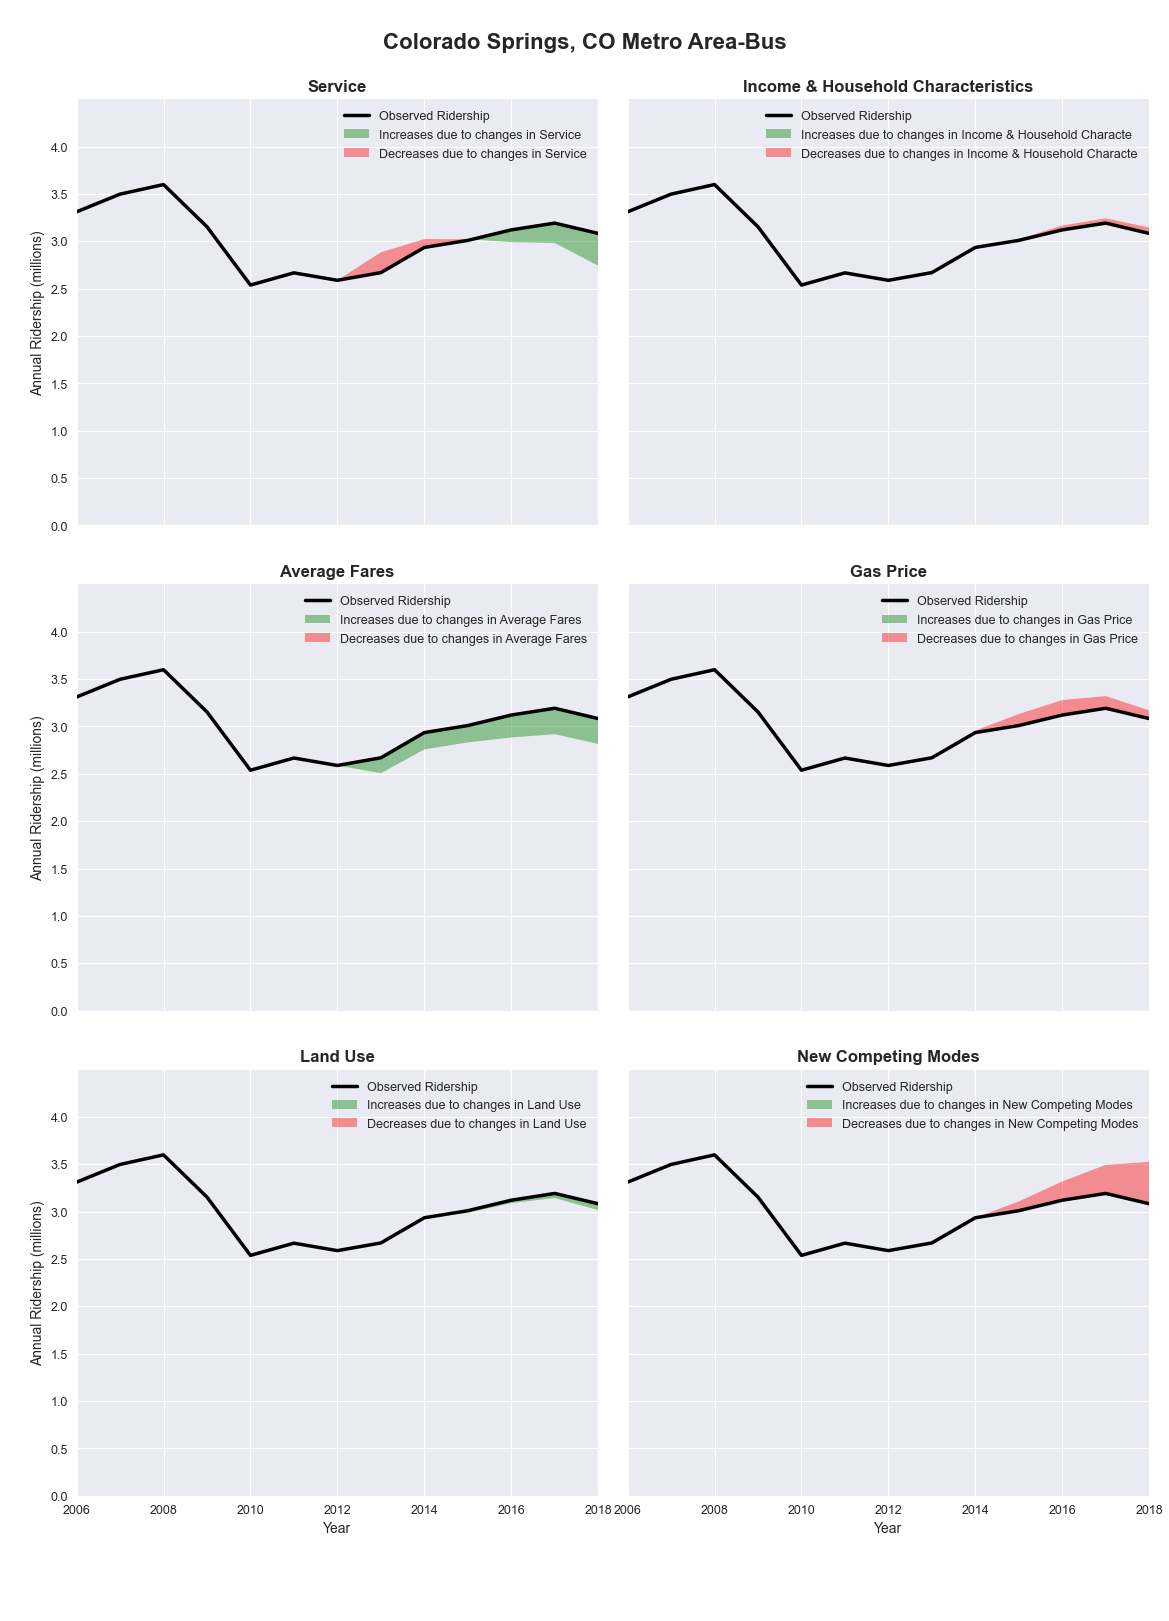 Colorado Springs, CO Metro Area-Bus
Service
Observed Ridership
Increases due to changes in Service
Decreases due to changes in Service
4.0
3.5
3.0
2.5
2.0
1.5
1.0
0.5
0.0
Annual Ridership (millions)
Income & Household Characteristics
Observed Ridership
Increases due to changes in Income & Household Characte
Decreases due to changes in Income & Household Characte
Average Fares
Observed Ridership
Increases due to changes in Average Fares
Decreases due to changes in Average Fares
4.0
3.5
3.0
2.5
2.0
1.5
1.0
0.5
0.0
Annual Ridership (millions)
Gas Price
Observed Ridership
Increases due to changes in Gas Price
Decreases due to changes in Gas Price
Land Use
Observed Ridership
Increases due to changes in Land Use
Decreases due to changes in Land Use
4.0
3.5
3.0
2.5
2.0
1.5
1.0
0.5
0.0
Annual Ridership (millions)
2006 2008 2010 2012 2014 2016 2018
Year
New Competing Modes
Observed Ridership
Increases due to changes in New Competing Modes
Decreases due to changes in New Competing Modes
2006 2008 2010 2012 2014 2016 2018
Year